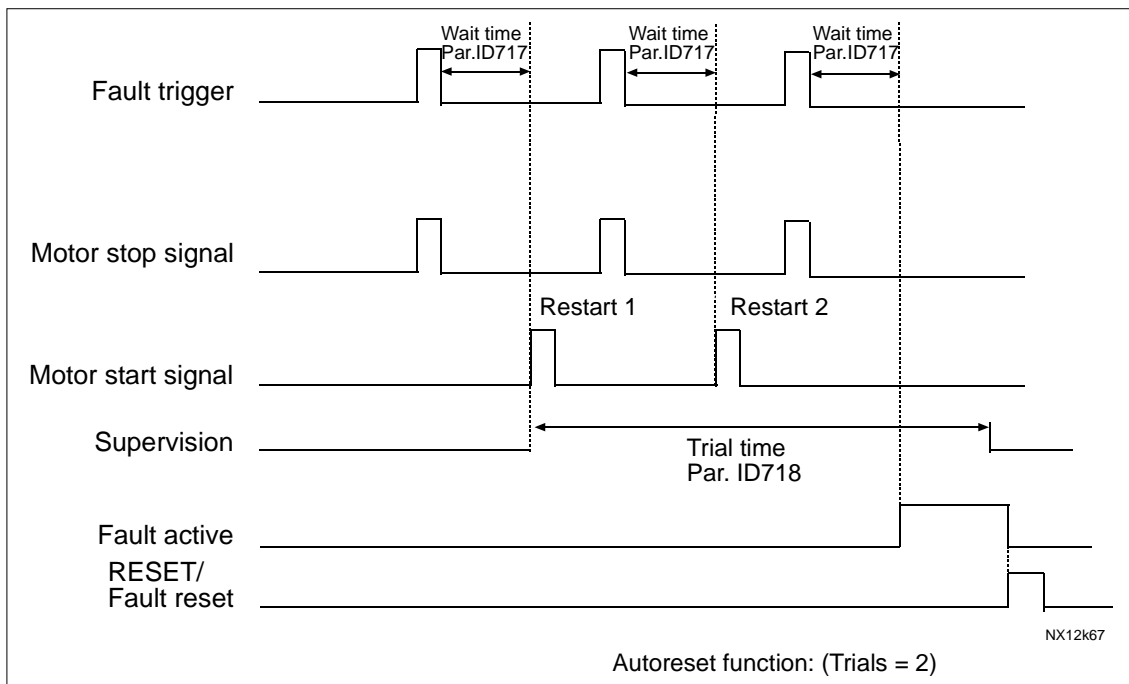 Wait time
Par.ID717
Wait time
Par.ID717
Wait time
Par.ID717
Fault trigger
Motor stop signal
Restart 1
Restart 2
Motor start signal
Supervision
Trial time
Par. ID718
Fault active
RESET/
Fault reset
NX12k67
Autoreset function: (Trials = 2)